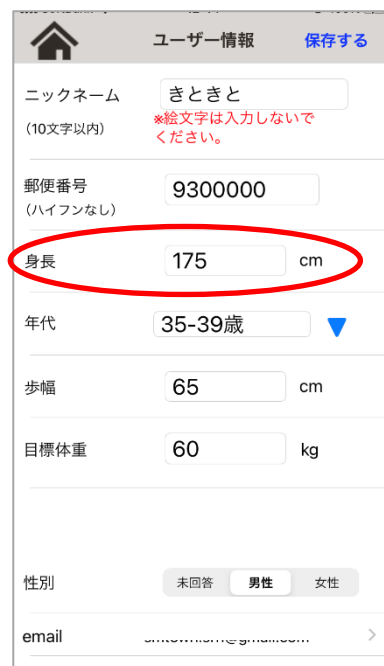 ユーザー情報 保存する
ニックネーム きときと
(10文字以内) ※絵文字は入力しないで
ください。
郵便番号 9300000
(ハイフンなし)
身長 175 cm
年代 35-39歳
歩幅 65 cm
目標体重 60 kg
性別 未回答 男性 女性
email